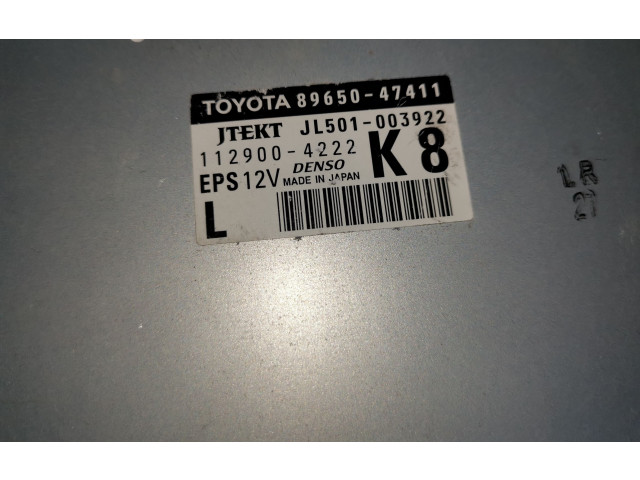 TOYOTA 89650-47411
JTEKT JL501-003922
112900-4222 K8
DENSO
EPS 12V MADE IN JAPAN
L